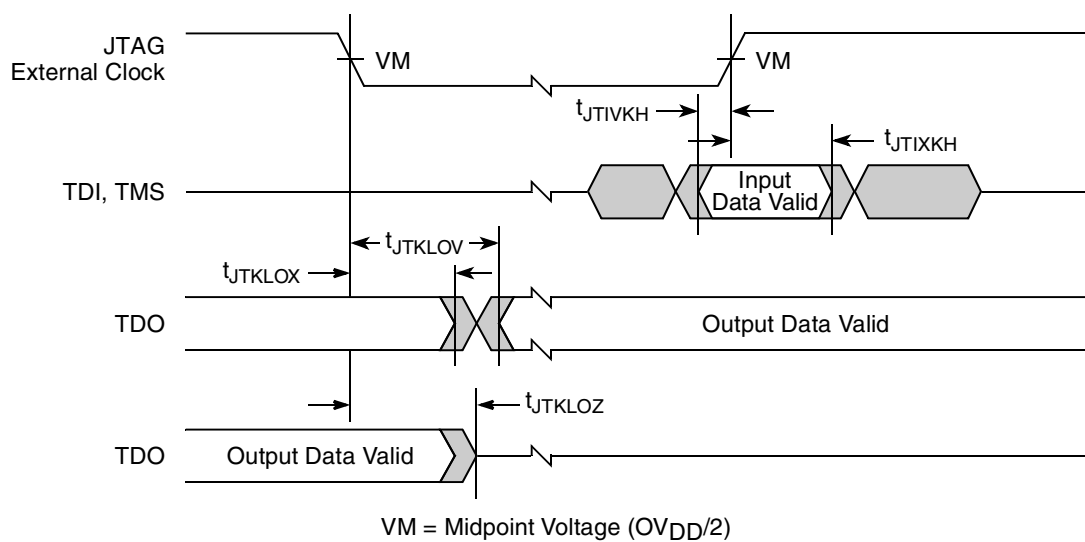 JTAG
External Clock
VM
VM
tJTIVKH
tJTIXKH
TDI, TMS
Input
Data Valid
tJTKLOV
tJTKLOX
TDO
Output Data Valid
tJTKLOZ
TDO
Output Data Valid
VM = Midpoint Voltage (OVDD/2)